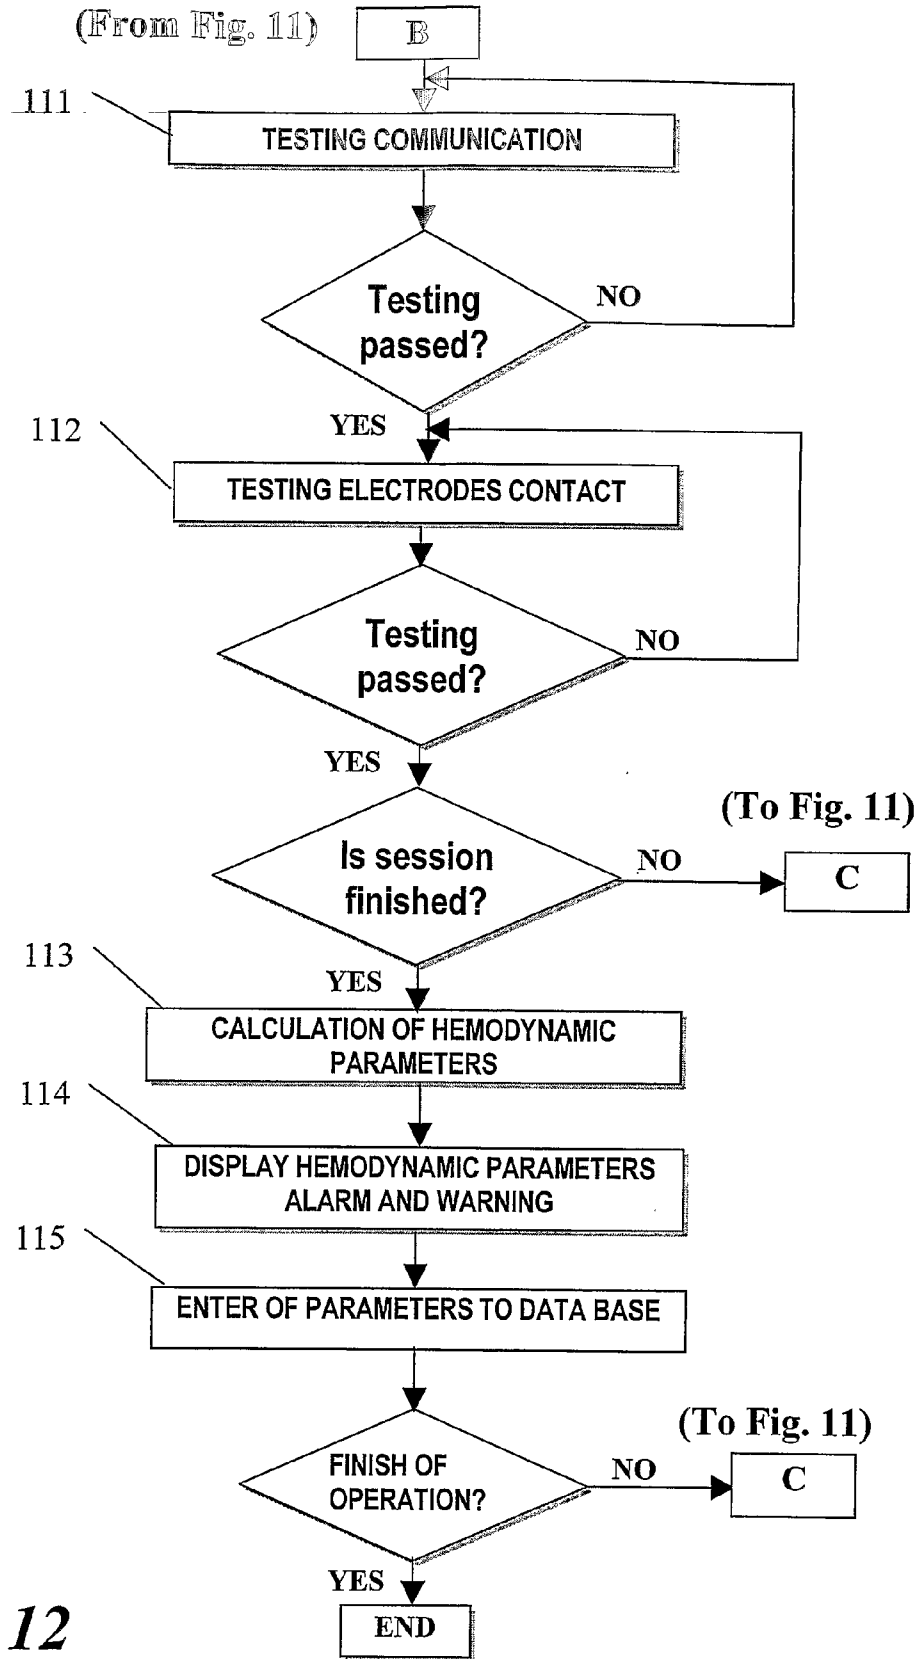 (From Fig. 11)
B
111
TESTING COMMUNICATION
Testing
passed?
NO
YES
112
TESTING ELECTRODES CONTACT
Testing
passed?
NO
YES
(To Fig. 11)
Is session
finished?
NO
C
113
YES
CALCULATION OF HEMODYNAMIC
PARAMETERS
114
DISPLAY HEMODYNAMIC PARAMETERS
ALARM AND WARNING
115
ENTER OF PARAMETERS TO DATA BASE
(To Fig. 11)
FINISH OF
OPERATION?
NO
C
YES
END
12